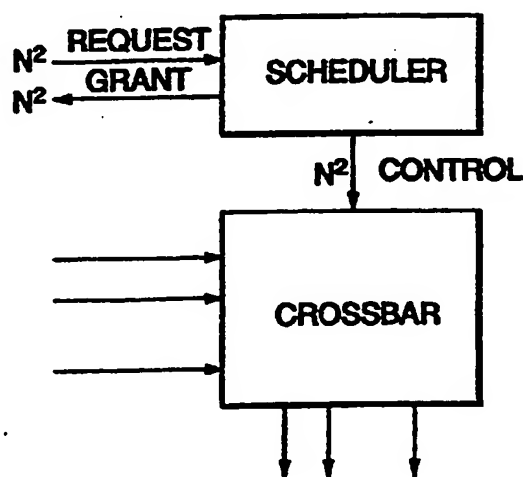 N² REQUEST
N² GRANT
SCHEDULER
N² CONTROL
CROSSBAR